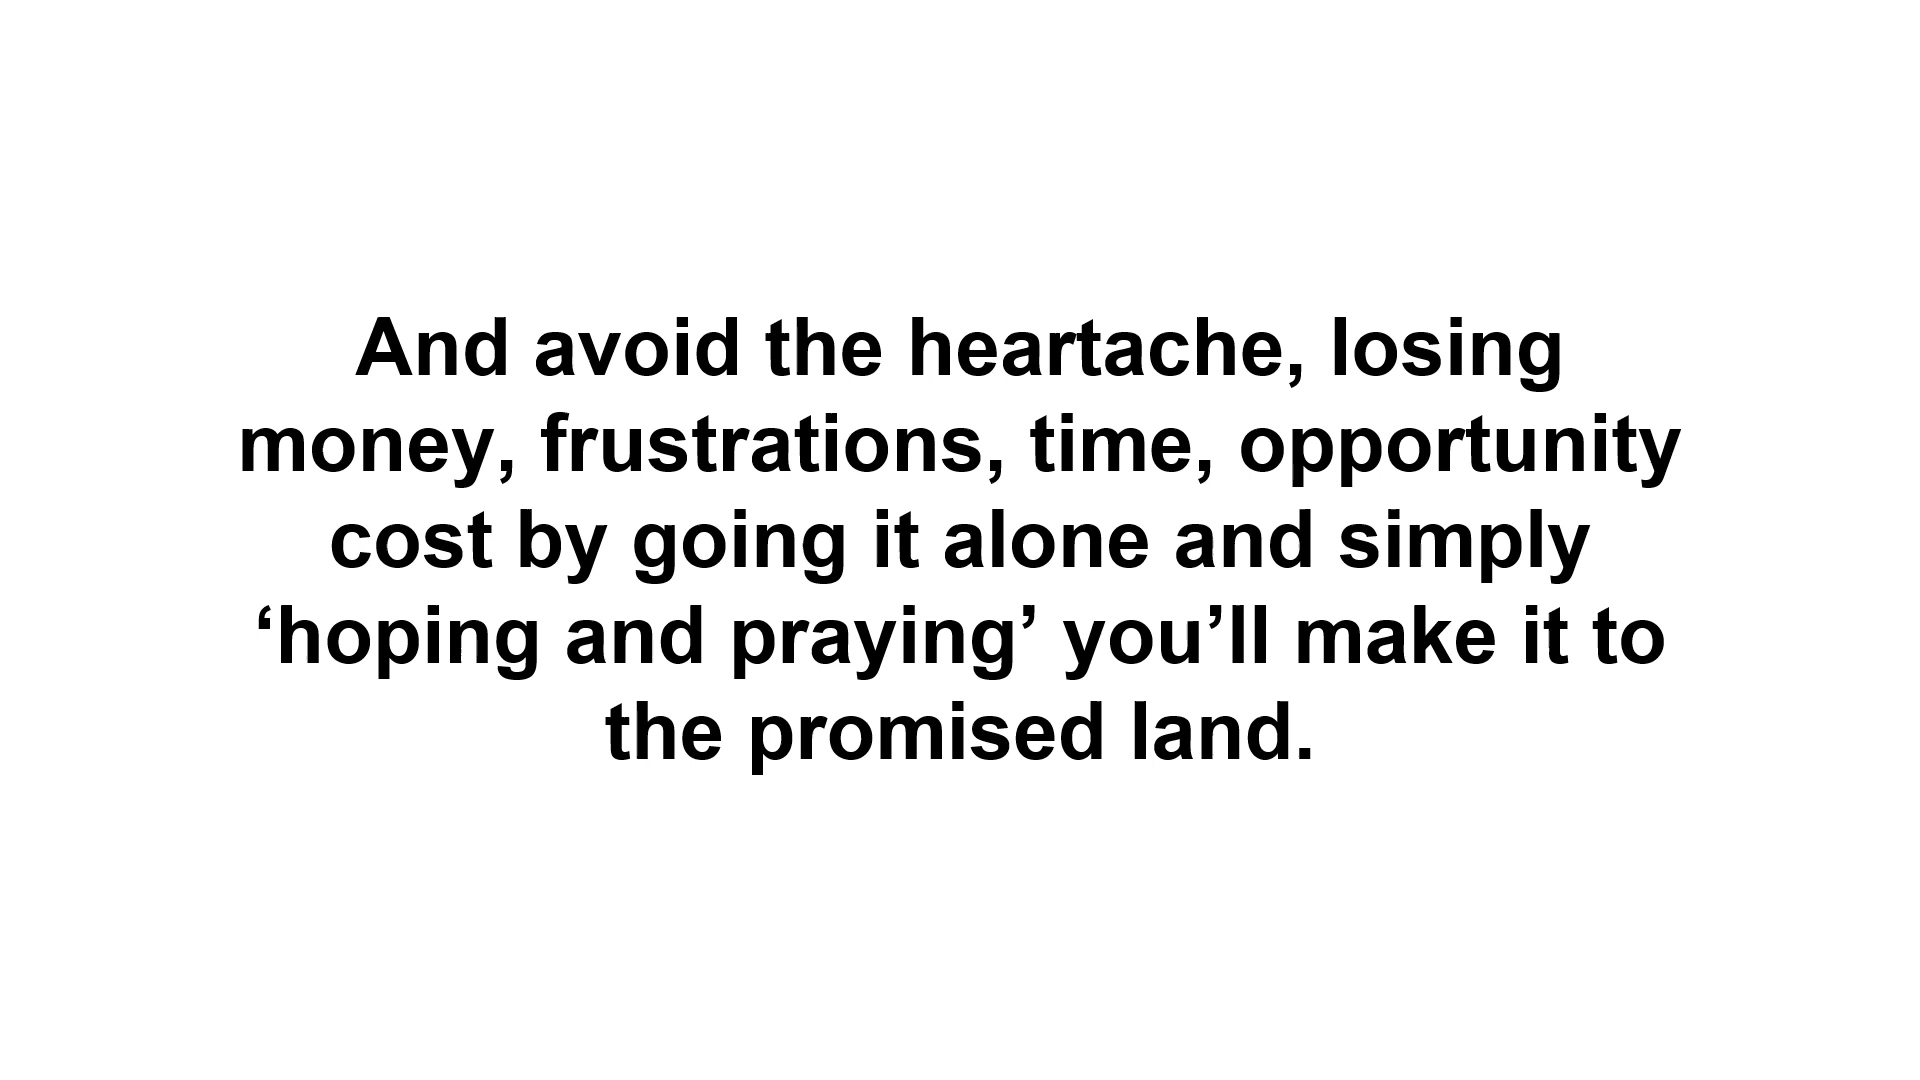 And avoid the heartache, losing
money, frustrations, time, opportunity
cost by going it alone and simply
‘hoping and praying’ you’ll make it to
the promised land.